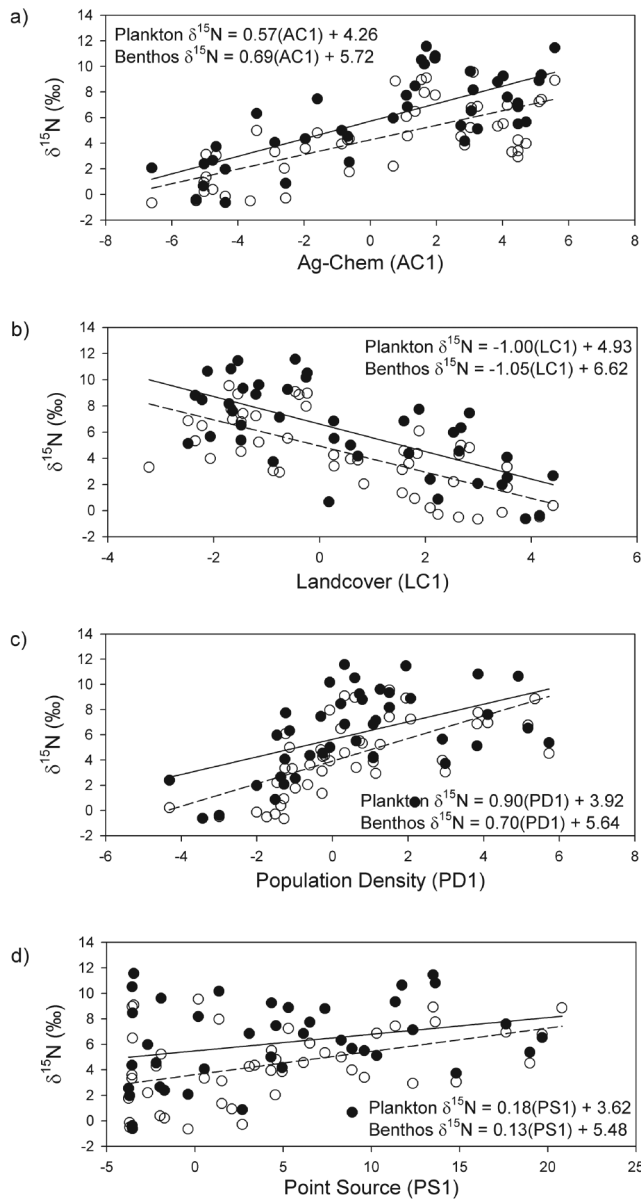 a)
Plankton δ¹⁵N = 0.57(AC1) + 4.26
Benthos δ¹⁵N = 0.69(AC1) + 5.72
14
12
10
8
6
4
2
0
-2
δ¹⁵N (‰)
-8 -6 -4 -2 0 2 4 6 8
Ag-Chem (AC1)
b)
Plankton δ¹⁵N = -1.00(LC1) + 4.93
Benthos δ¹⁵N = -1.05(LC1) + 6.62
14
12
10
8
6
4
2
0
-2
δ¹⁵N (‰)
-4 -2 0 2 4 6
Landcover (LC1)
c)
14
12
10
8
6
4
2
0
-2
δ¹⁵N (‰)
Plankton δ¹⁵N = 0.90(PD1) + 3.92
Benthos δ¹⁵N = 0.70(PD1) + 5.64
-6 -4 -2 0 2 4 6 8
Population Density (PD1)
d)
14
12
10
8
6
4
2
0
-2
δ¹⁵N (‰)
Plankton δ¹⁵N = 0.18(PS1) + 3.62
Benthos δ¹⁵N = 0.13(PS1) + 5.48
-5 0 5 10 15 20 25
Point Source (PS1)